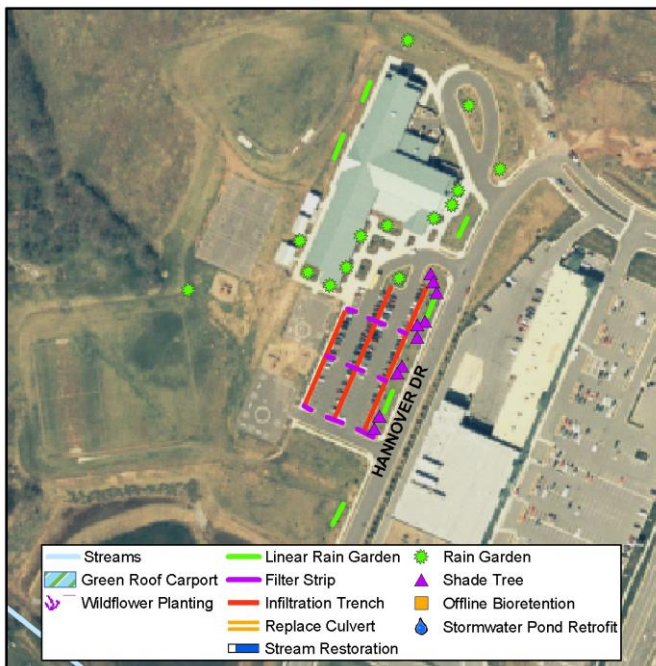 HANNOVER DR
Streams
Green Roof Carport
Wildflower Planting
Linear Rain Garden
Filter Strip
Infiltration Trench
Replace Culvert
Stream Restoration
Rain Garden
Shade Tree
Offline Bioretention
Stormwater Pond Retrofit